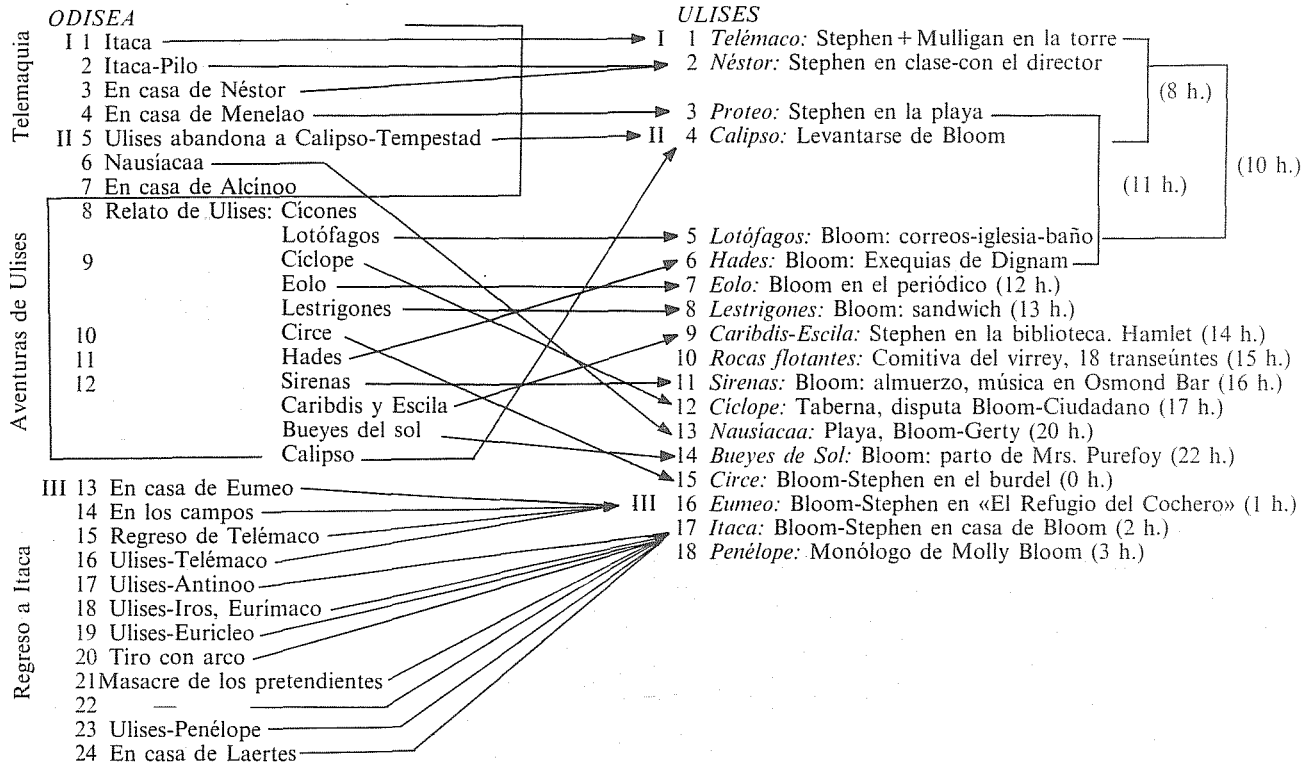 ODISEA
Telemaquia
I 1 Itaca
2 Itaca-Pilo
3 En casa de Néstor
4 En casa de Menelao
II 5 Ulises abandona a Calipso-Tempestad
6 Nausíacaa
7 En casa de Alcínoo
Aventuras de Ulises
8 Relato de Ulises: Cícones
Lotófagos
9 Cíclope
Eolo
Lestrigones
10 Circe
11 Hades
12 Sirenas
Caribdis y Escila
Bueyes del sol
Calipso
Regreso a Itaca
III 13 En casa de Eumeo
14 En los campos
15 Regreso de Telémaco
16 Ulises-Telémaco
17 Ulises-Antinoo
18 Ulises-Iros, Eurímaco
19 Ulises-Euricleo
20 Tiro con arco
21 Masacre de los pretendientes
22 —
23 Ulises-Penélope
24 En casa de Laertes
ULISES
I 1 Telémaco: Stephen + Mulligan en la torre
2 Néstor: Stephen en clase-con el director
(8 h.)
3 Proteo: Stephen en la playa
II 4 Calipso: Levantarse de Bloom
(10 h.)
(11 h.)
5 Lotófagos: Bloom: correos-iglesia-baño
6 Hades: Bloom: Exequias de Dignam
7 Eolo: Bloom en el periódico (12 h.)
8 Lestrigones: Bloom: sandwich (13 h.)
9 Caribdis-Escila: Stephen en la biblioteca. Hamlet (14 h.)
10 Rocas flotantes: Comitiva del virrey, 18 transeúntes (15 h.)
11 Sirenas: Bloom: almuerzo, música en Osmond Bar (16 h.)
12 Cíclope: Taberna, disputa Bloom-Ciudadano (17 h.)
13 Nausíacaa: Playa, Bloom-Gerty (20 h.)
14 Bueyes de Sol: Bloom: parto de Mrs. Purefoy (22 h.)
15 Circe: Bloom-Stephen en el burdel (0 h.)
III 16 Eumeo: Bloom-Stephen en «El Refugio del Cochero» (1 h.)
17 Itaca: Bloom-Stephen en casa de Bloom (2 h.)
18 Penélope: Monólogo de Molly Bloom (3 h.)